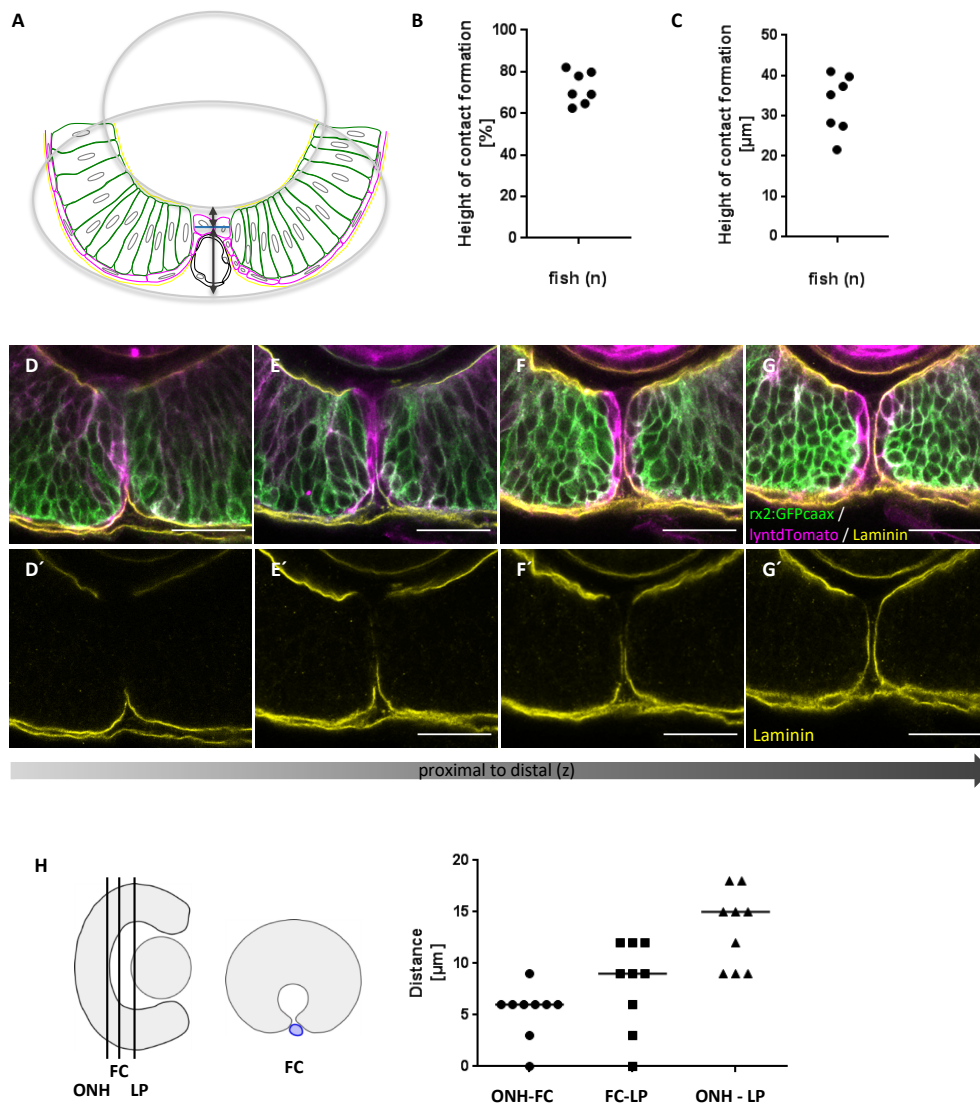 A
B
Height of contact formation
[%]
100
80
60
40
20
0
fish (n)
C
Height of contact formation
[µm]
50
40
30
20
10
0
fish (n)
D
E
F
G
rx2:GFPcaax /
lyntdTomato / Laminin
D´
E´
F´
G´
Laminin
proximal to distal (z)
H
FC
ONH LP
FC
Distance
[µm]
20
15
10
5
0
ONH-FC FC-LP ONH - LP